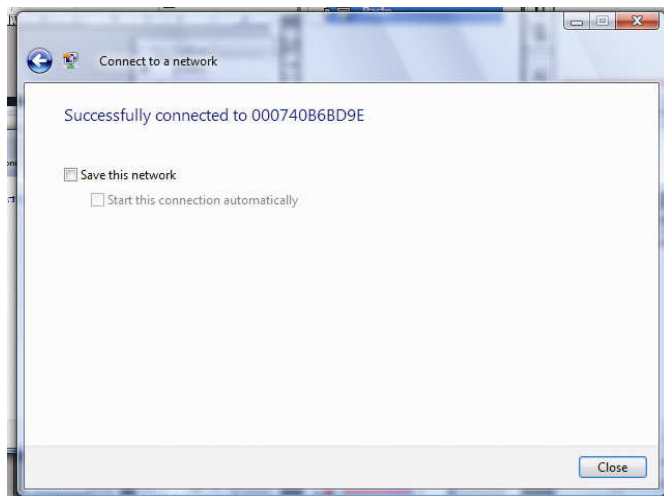 Connect to a network
Successfully connected to 000740B6BD9E
Save this network
Start this connection automatically
Close